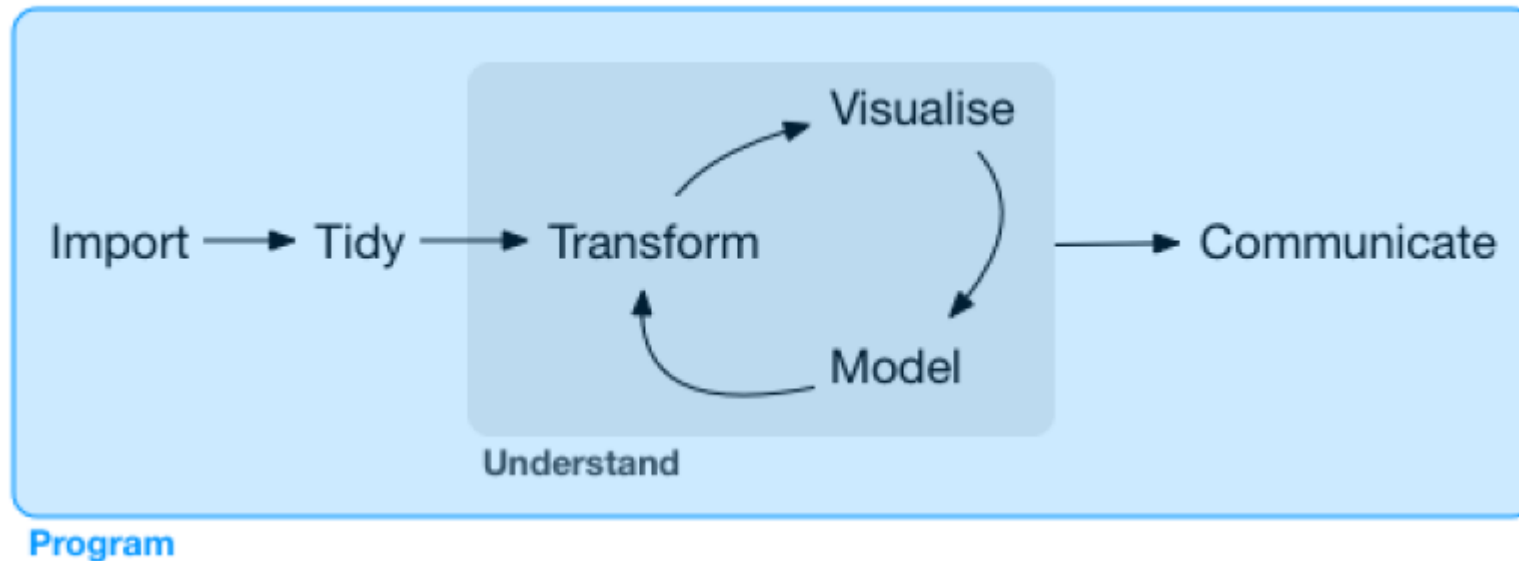 Visualise
Import Tidy Transform Communicate
Model
Understand
Program